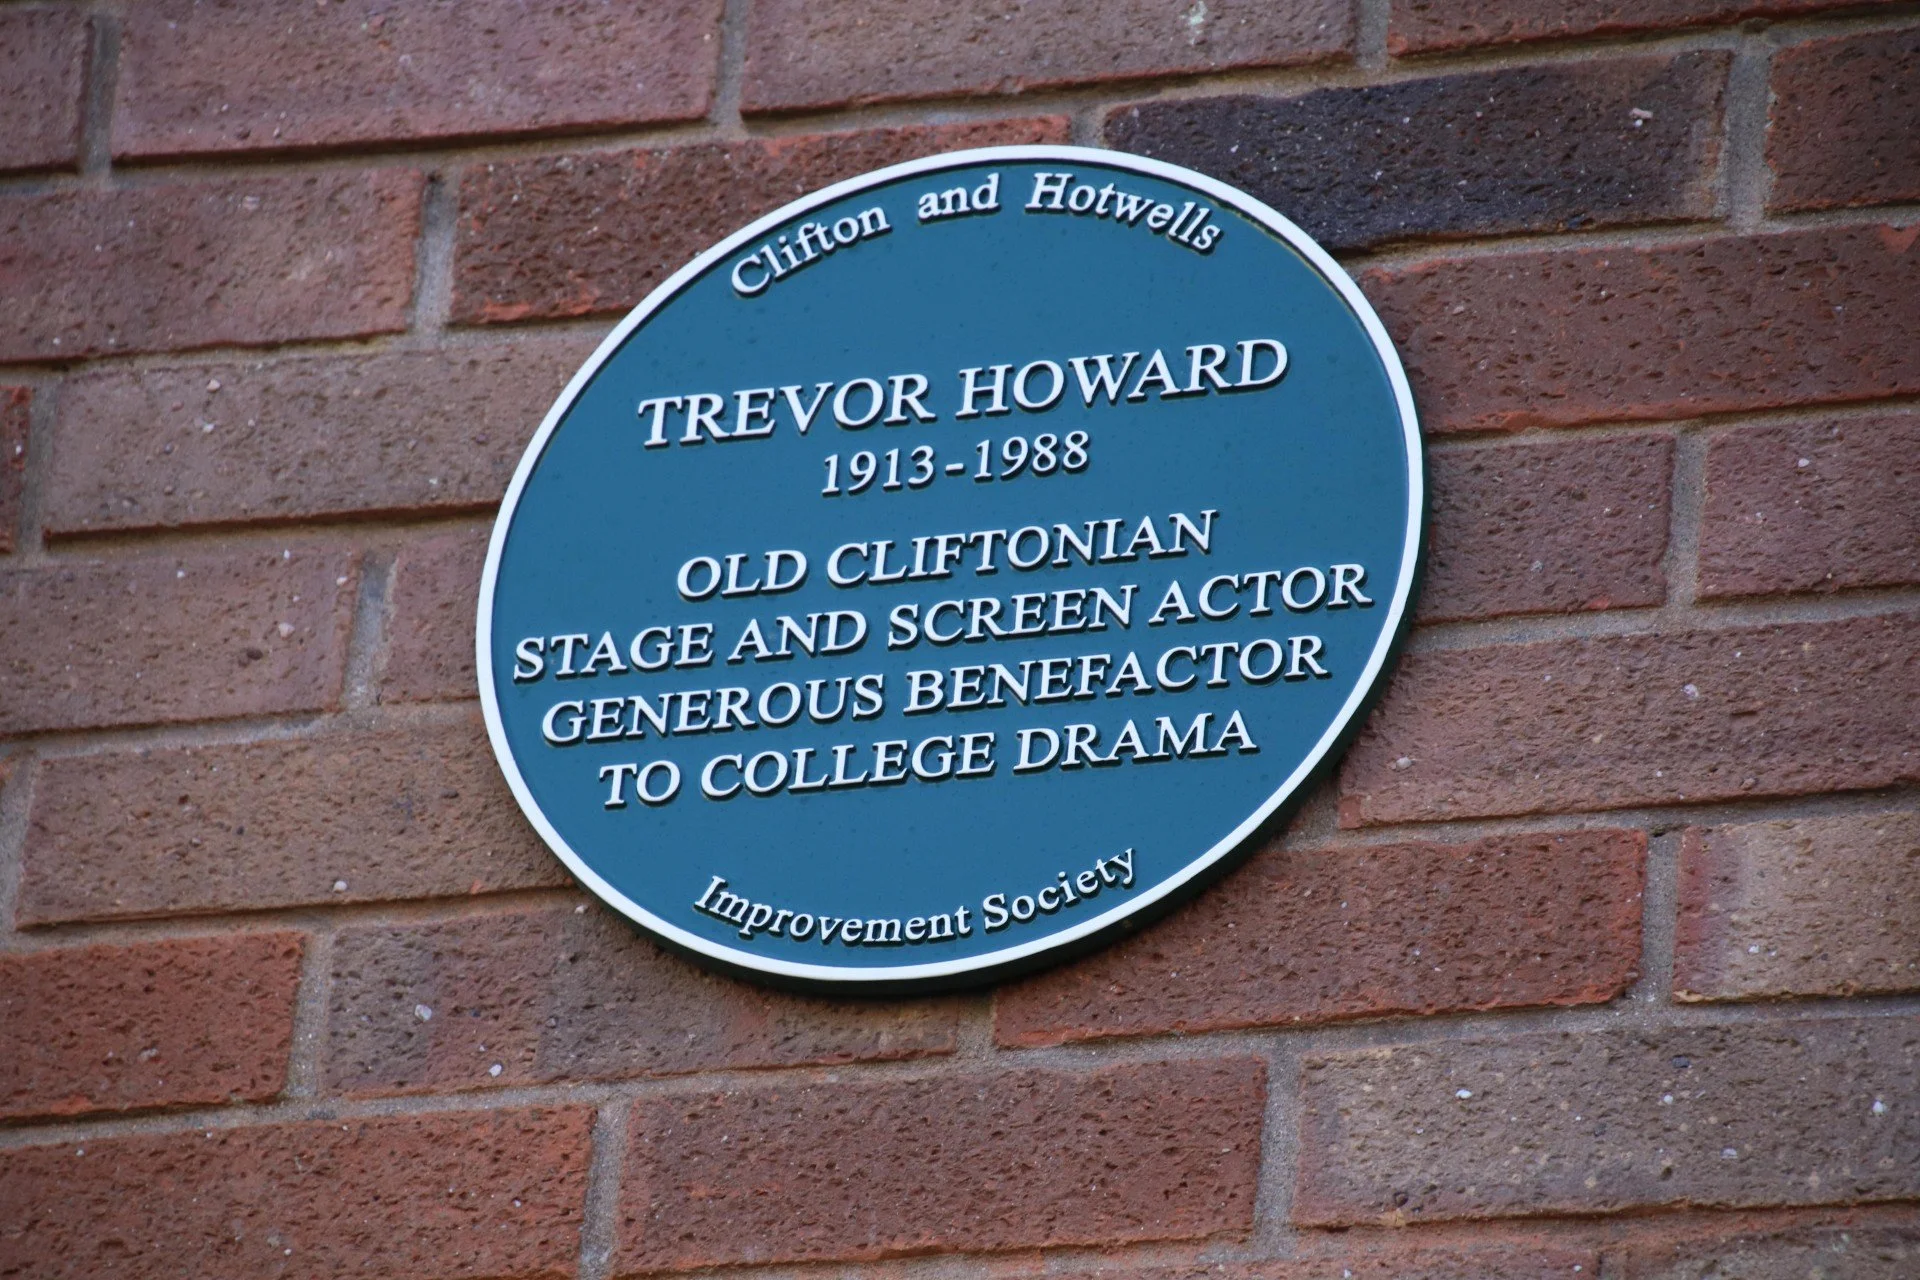 Clifton and Hotwells
TREVOR HOWARD
1913-1988
OLD CLIFTONIAN
STAGE AND SCREEN ACTOR
GENEROUS BENEFACTOR
TO COLLEGE DRAMA
Improvement Society